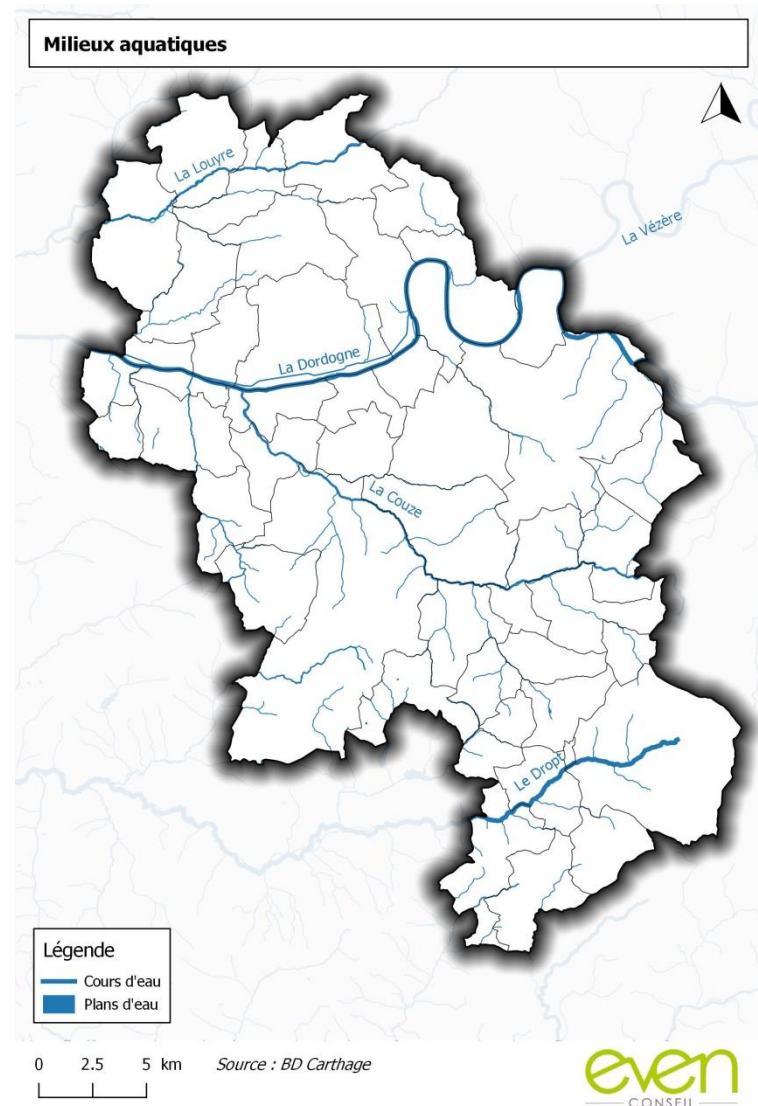 Milieux aquatiques
La Louyre
La Vézère
La Dordogne
La Couze
Le Dropt
Légende
Cours d'eau
Plans d'eau
0 2.5 5 km
Source : BD Carthage
even
CONSEIL